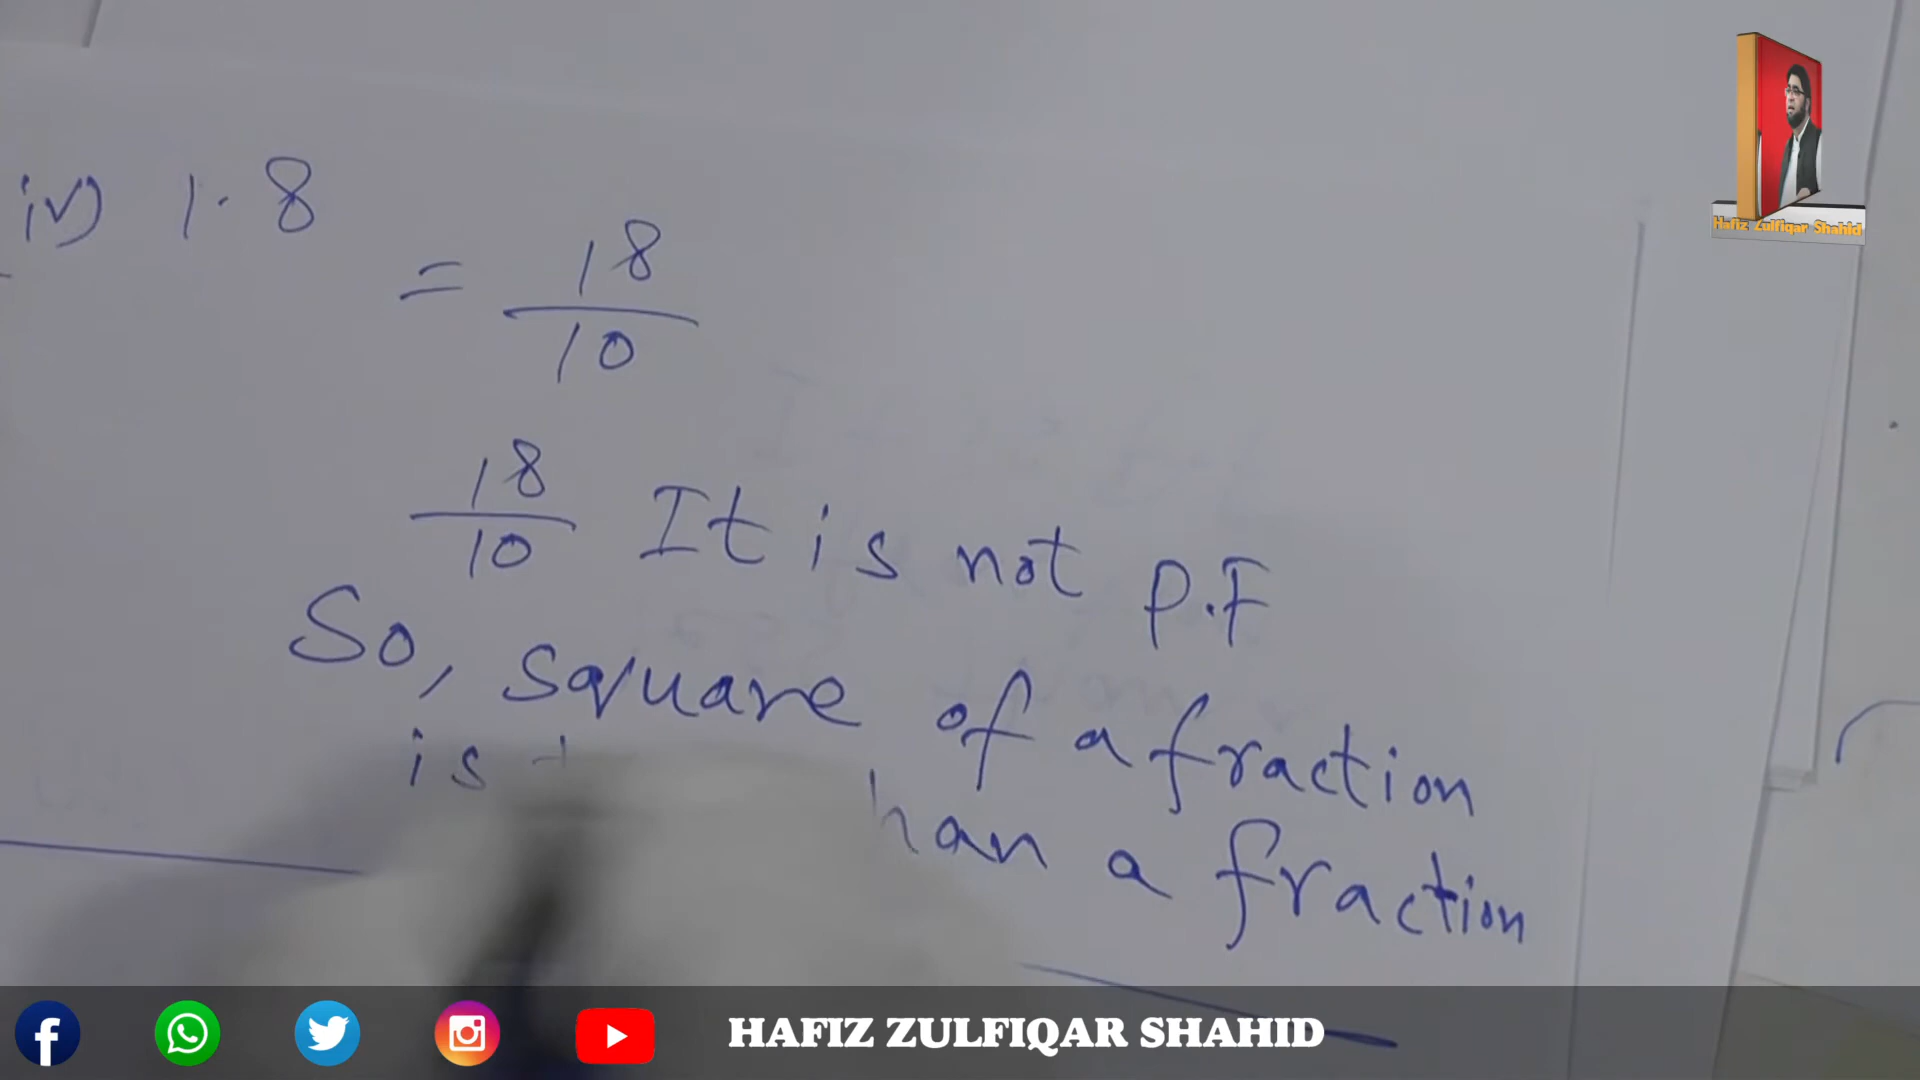 iv) 1.8
= 18/10
18/10 It is not P.F
So, square of a fraction
is han a fraction
Hafiz Zulfiqar Shahid
HAFIZ ZULFIQAR SHAHID